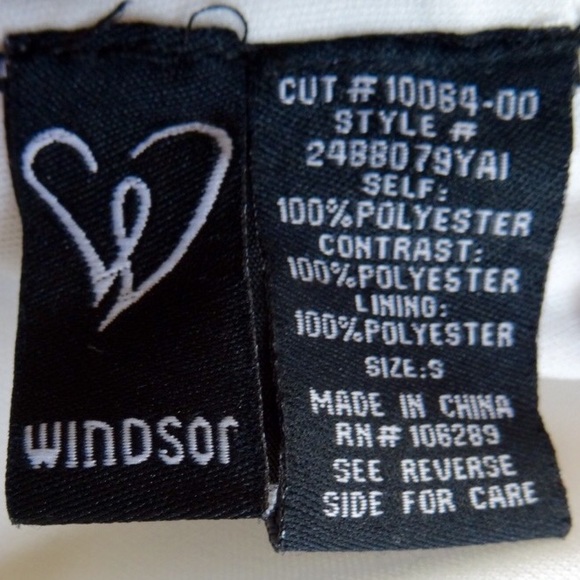 WINDSOR
CUT # 10064-00
STYLE #
2488079YAI
SELF:
100%POLYESTER
CONTRAST:
100%POLYESTER
LINING:
100%POLYESTER
SIZE:S
MADE IN CHINA
RN# 106289
SEE REVERSE
SIDE FOR CARE